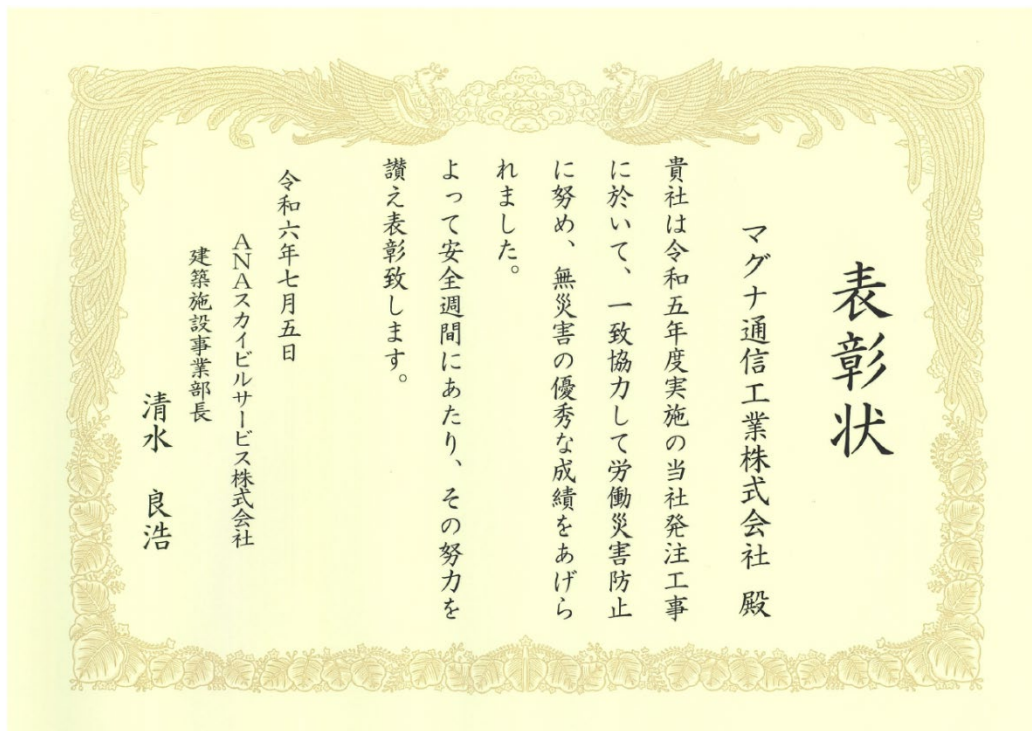 表彰状
マグナ通信工業株式会社 殿
貴社は令和五年度実施の当社発注工事
に於いて、一致協力して労働災害防止
に努め、無災害の優秀な成績をあげら
れました。
よって安全週間にあたり、その努力を
讃え表彰致します。
令和六年七月五日
ANAスカイビルサービス株式会社
建築施設事業部長
清水 良浩